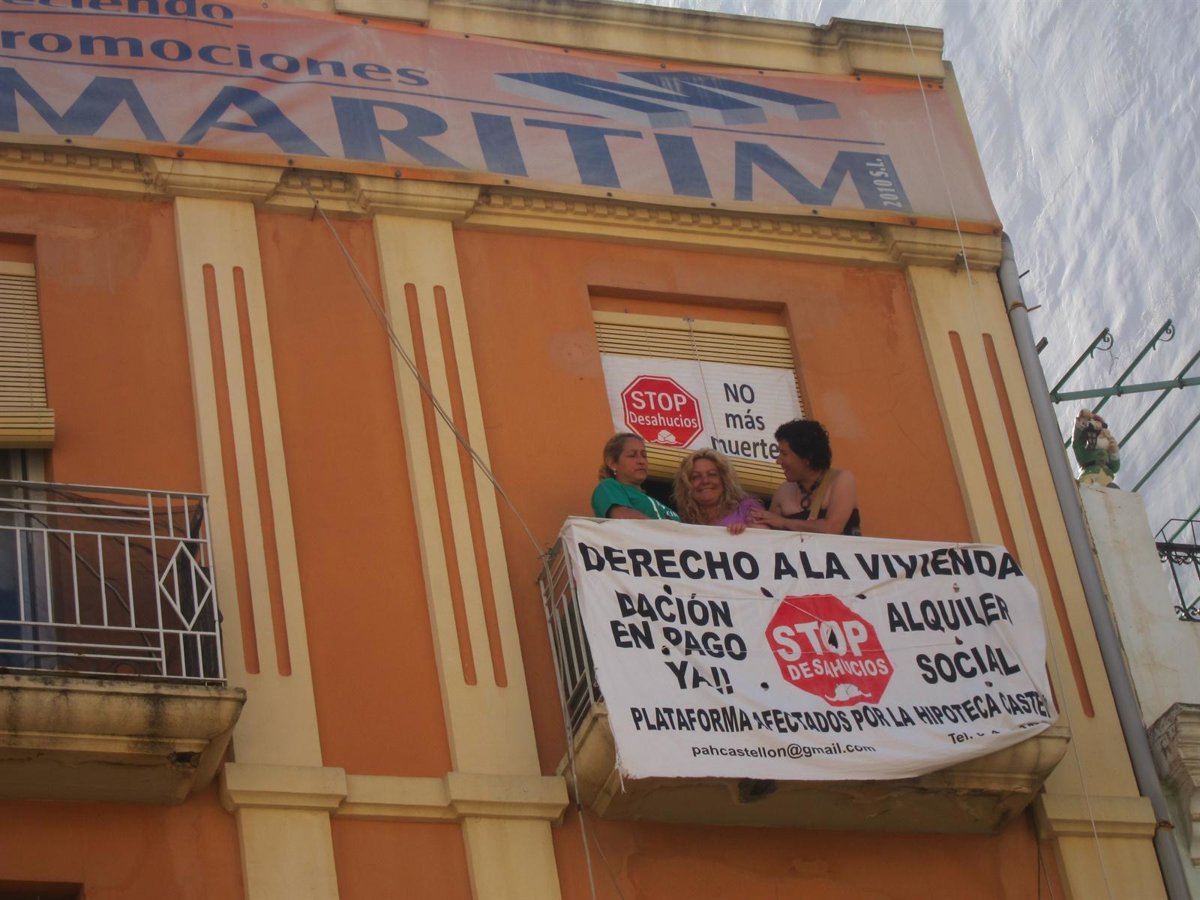 romociones
MARITIM
2010 S.L.
STOP
Desahucios
NO
más
muerte
DERECHO A LA VIVIENDA
DACIÓN
EN PAGO
YA!!
STOP
DESAHUCIOS
ALQUILER
SOCIAL
PLATAFORMA AFECTADOS POR LA HIPOTECA CASTE
pahcastellon@gmail.com
Tel.